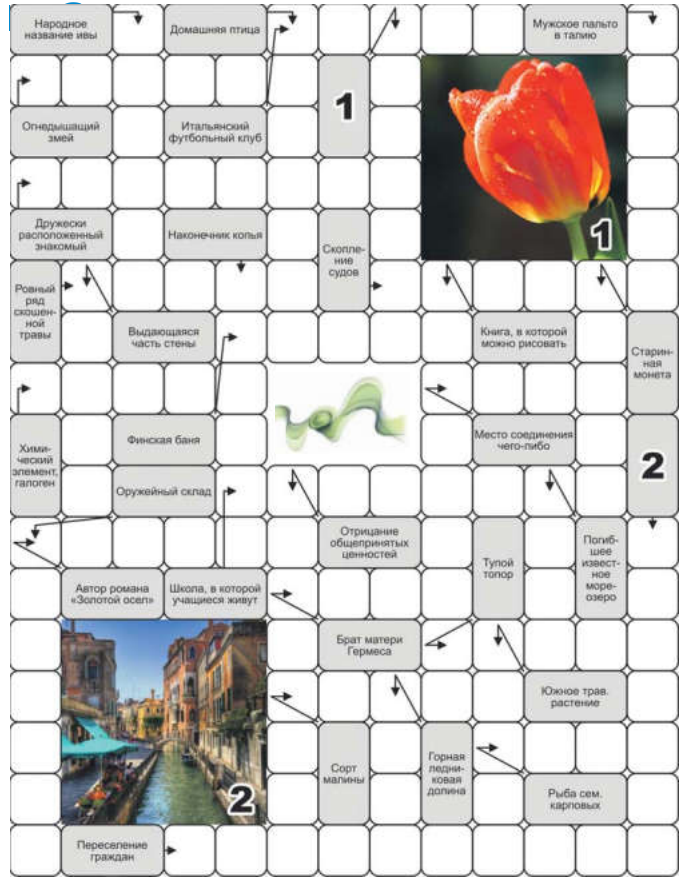 Народное
название ивы
Домашняя птица
Мужское пальто
в талию
1
Огнедышащий
змей
Итальянский
футбольный клуб
1
Дружески
расположенный
знакомый
Наконечник копья
Скопле-
ние
судов
Ровный
ряд
скошен-
ной
травы
Выдающаяся
часть стены
Книга, в которой
можно рисовать
Старин-
ная
монета
Хими-
ческий
элемент,
галоген
Финская баня
Место соединения
чего-либо
2
Оружейный склад
Отрицание
общепринятых
ценностей
Тупой
топор
Погиб-
шее
извест-
ное
море-
озеро
Автор романа
«Золотой осел»
Школа, в которой
учащиеся живут
Брат матери
Гермеса
Южное трав.
растение
2
Сорт
малины
Горная
ледни-
ковая
долина
Рыба сем.
карповых
Переселение
граждан